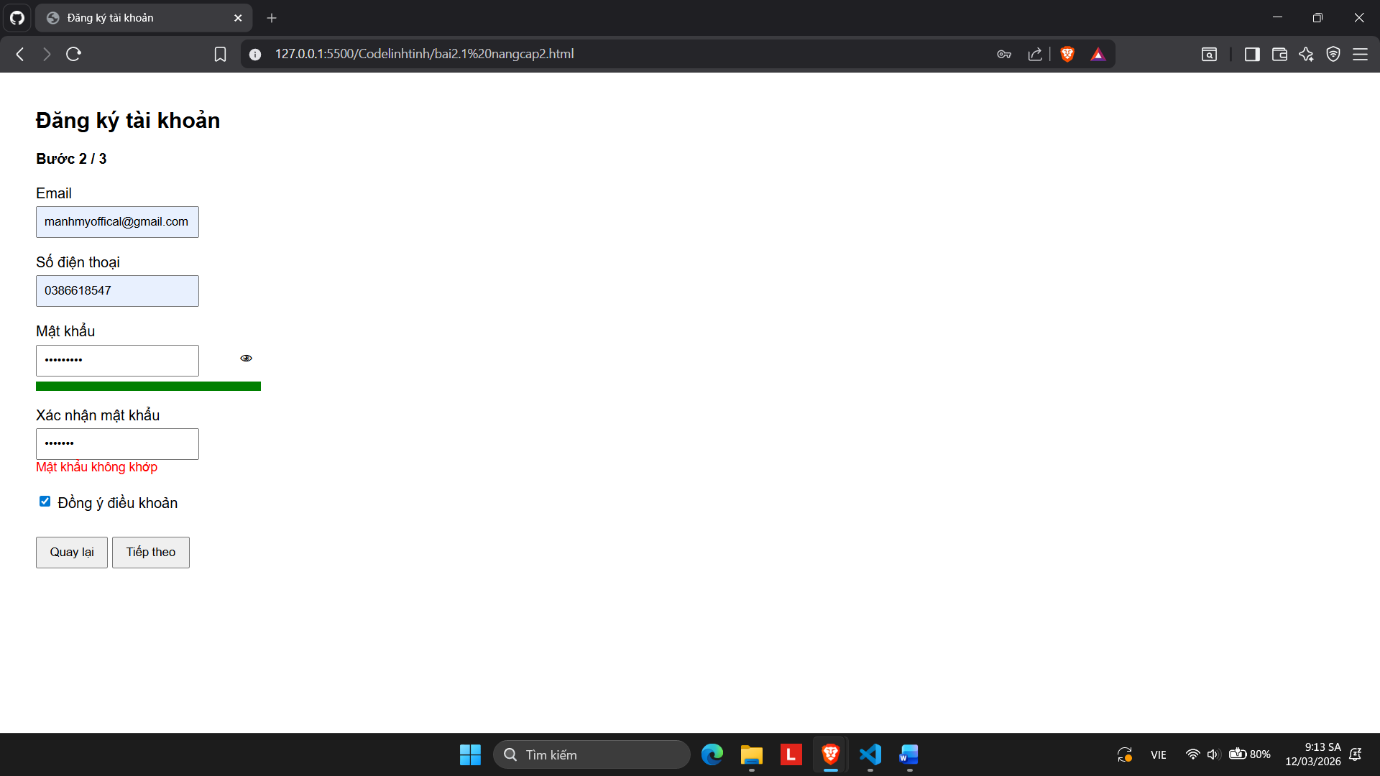 Đăng ký tài khoản
127.0.0.1:5500/Codelinhtinh/bai2.1%20nangcap2.html
Đăng ký tài khoản
Bước 2 / 3
Email
manhmyoffical@gmail.com
Số điện thoại
0386618547
Mật khẩu
•••••••••
Xác nhận mật khẩu
•••••••
Mật khẩu không khớp
Đồng ý điều khoản
Quay lại Tiếp theo
Tìm kiếm
L
W
VIE
80%
9:13 SA
12/03/2026